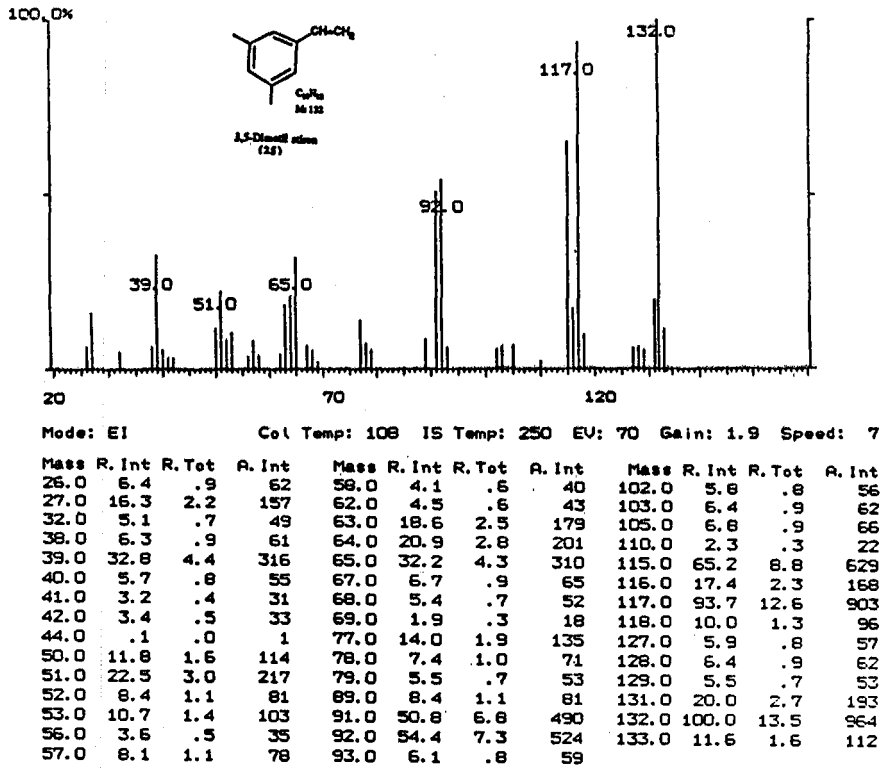 100.0%
132.0
CH=CH₂
117.0
C₁₀H₁₂
M: 132
3,5-Dimetil stiren
(25)
92.0
39.0
65.0
51.0
20 70 120
Mode: EI Col Temp: 108 IS Temp: 250 EV: 70 Gain: 1.9 Speed: 7
Mass R. Int R. Tot A. Int Mass R. Int R. Tot A. Int Mass R. Int R. Tot A. Int
26.0 6.4 .9 62 58.0 4.1 .6 40 102.0 5.8 .8 56
27.0 16.3 2.2 157 62.0 4.5 .6 43 103.0 6.4 .9 62
32.0 5.1 .7 49 63.0 18.6 2.5 179 105.0 6.8 .9 66
38.0 6.3 .9 61 64.0 20.9 2.8 201 110.0 2.3 .3 22
39.0 32.8 4.4 316 65.0 32.2 4.3 310 115.0 65.2 8.8 629
40.0 5.7 .8 55 67.0 6.7 .9 65 116.0 17.4 2.3 168
41.0 3.2 .4 31 68.0 5.4 .7 52 117.0 93.7 12.6 903
42.0 3.4 .5 33 69.0 1.9 .3 18 118.0 10.0 1.3 96
44.0 .1 .0 1 77.0 14.0 1.9 135 127.0 5.9 .8 57
50.0 11.8 1.6 114 78.0 7.4 1.0 71 128.0 6.4 .9 62
51.0 22.5 3.0 217 79.0 5.5 .7 53 129.0 5.5 .7 53
52.0 8.4 1.1 81 89.0 8.4 1.1 81 131.0 20.0 2.7 193
53.0 10.7 1.4 103 91.0 50.8 6.8 490 132.0 100.0 13.5 964
56.0 3.6 .5 35 92.0 54.4 7.3 524 133.0 11.6 1.6 112
57.0 8.1 1.1 78 93.0 6.1 .8 59